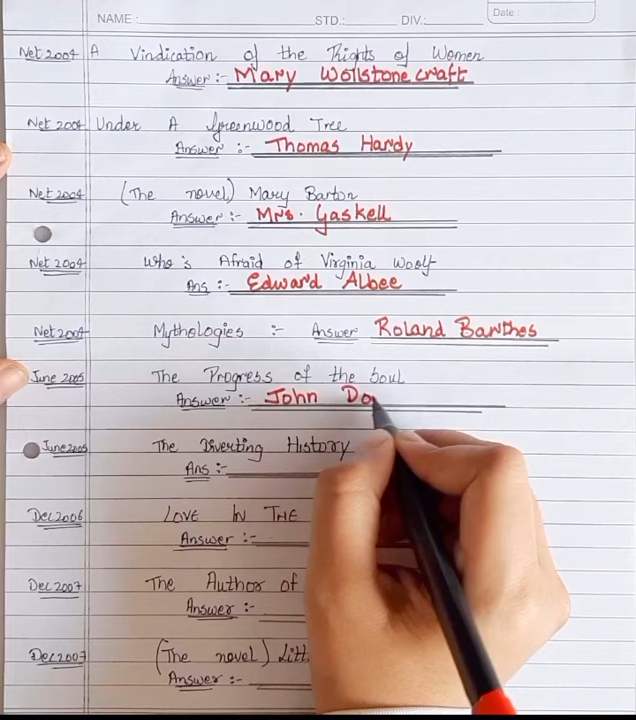 NAME : STD.: DIV.: Date :
Net 2004 A Vindication of the Rights of Women
Answer :- Mary Wollstonecraft
Net 2004 Under A Greenwood Tree
Answer :- Thomas Hardy
Net 2004 (The novel) Mary Barton
Answer :- Mrs. Gaskell
Net 2004 Who's Afraid of Virginia Woolf
Ans :- Edward Albee
Net 2004 Mythologies :- Answer Roland Barthes
June 2005 The Progress of the Soul
Answer :- John Do
June 2005 The Diverting History
Ans :-
Dec 2006 LOVE IN THE
Answer :-
Dec 2007 The Author of
Answer :-
Dec 2007 (The novel)
Answer :-